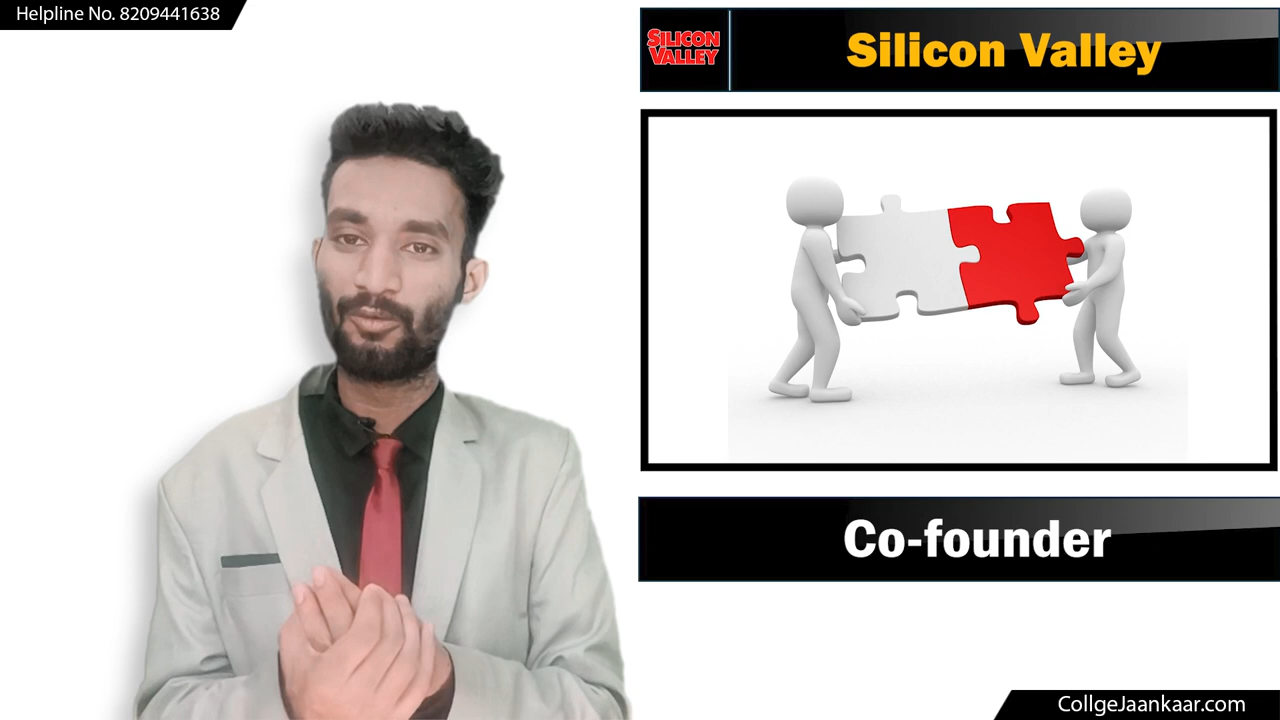 Helpline No. 8209441638
SILICON
VALLEY
Silicon Valley
Co-founder
CollgeJaankaar.com